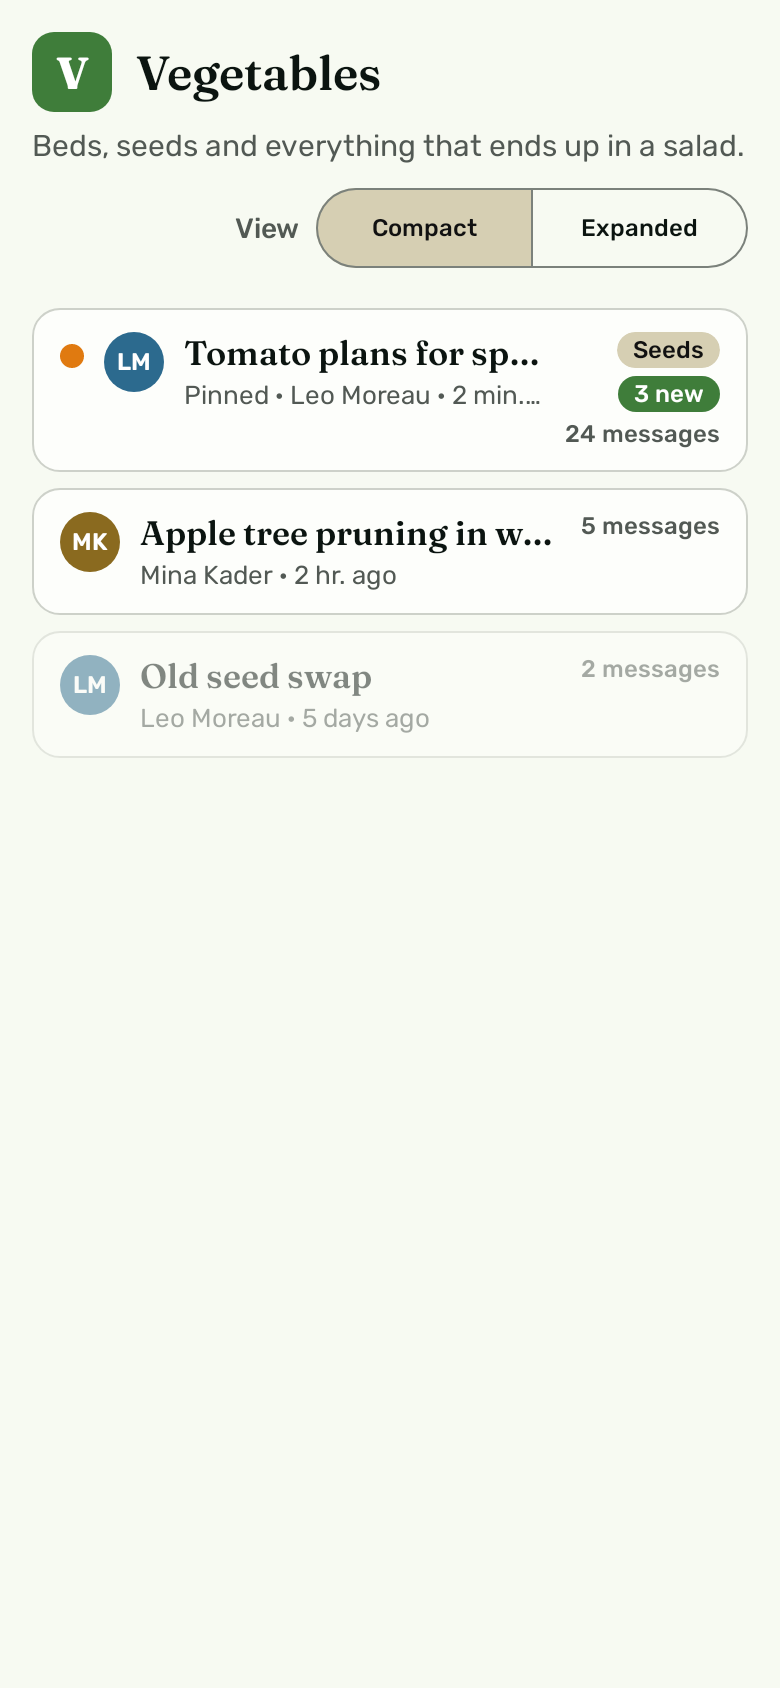 V
Vegetables
Beds, seeds and everything that ends up in a salad.
View
Compact
Expanded
LM
Tomato plans for sp...
Pinned • Leo Moreau • 2 min....
Seeds
3 new
24 messages
MK
Apple tree pruning in w...
Mina Kader • 2 hr. ago
5 messages
LM
Old seed swap
Leo Moreau • 5 days ago
2 messages